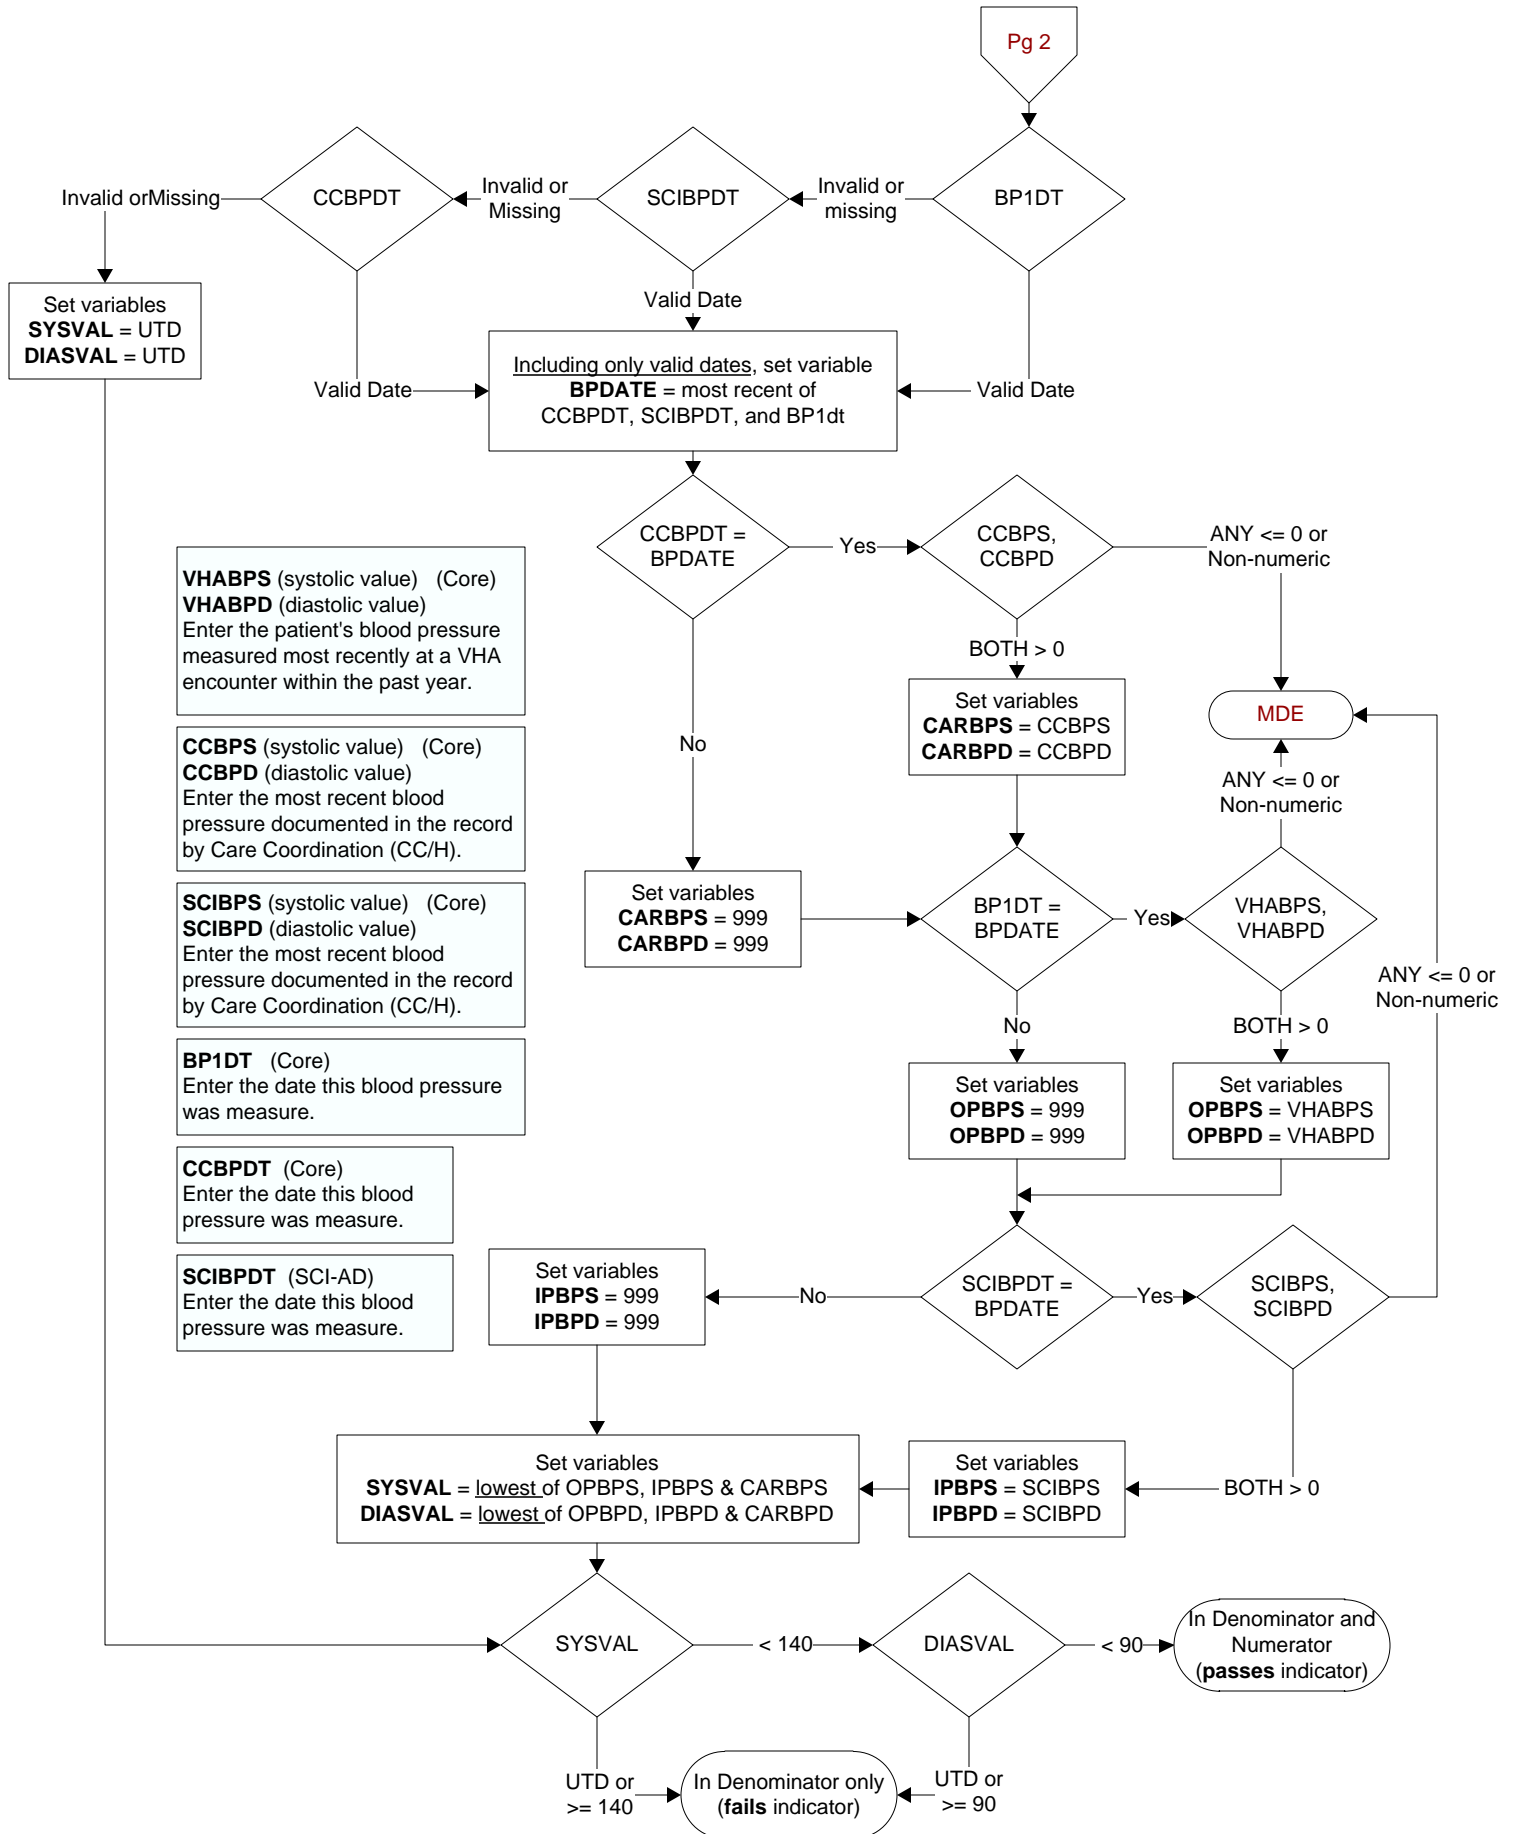 Pg 2
BP1DT
Invalid or
missing
SCIBPDT
Invalid or
Missing
CCBPDT
Invalid orMissing
Set variables
SYSVAL = UTD
DIASVAL = UTD
Valid Date
Valid Date
Valid Date
Including only valid dates, set variable
BPDATE = most recent of
CCBPDT, SCIBPDT, and BP1dt
CCBPDT =
BPDATE
Yes
CCBPS,
CCBPD
ANY <= 0 or
Non-numeric
BOTH > 0
Set variables
CARBPS = CCBPS
CARBPD = CCBPD
MDE
No
Set variables
CARBPS = 999
CARBPD = 999
BP1DT =
BPDATE
Yes
VHABPS,
VHABPD
ANY <= 0 or
Non-numeric
ANY <= 0 or
Non-numeric
No
BOTH > 0
Set variables
OPBPS = 999
OPBPD = 999
Set variables
OPBPS = VHABPS
OPBPD = VHABPD
VHABPS (systolic value) (Core)
VHABPD (diastolic value)
Enter the patient's blood pressure
measured most recently at a VHA
encounter within the past year.
CCBPS (systolic value) (Core)
CCBPD (diastolic value)
Enter the most recent blood
pressure documented in the record
by Care Coordination (CC/H).
SCIBPS (systolic value) (Core)
SCIBPD (diastolic value)
Enter the most recent blood
pressure documented in the record
by Care Coordination (CC/H).
BP1DT (Core)
Enter the date this blood pressure
was measure.
CCBPDT (Core)
Enter the date this blood
pressure was measure.
SCIBPDT (SCI-AD)
Enter the date this blood
pressure was measure.
SCIBPDT =
BPDATE
No
Yes
SCIBPS,
SCIBPD
Set variables
IPBPS = 999
IPBPD = 999
BOTH > 0
Set variables
IPBPS = SCIBPS
IPBPD = SCIBPD
Set variables
SYSVAL = lowest of OPBPS, IPBPS & CARBPS
DIASVAL = lowest of OPBPD, IPBPD & CARBPD
SYSVAL
< 140
DIASVAL
< 90
In Denominator and
Numerator
(passes indicator)
UTD or
>= 140
In Denominator only
(fails indicator)
UTD or
>= 90